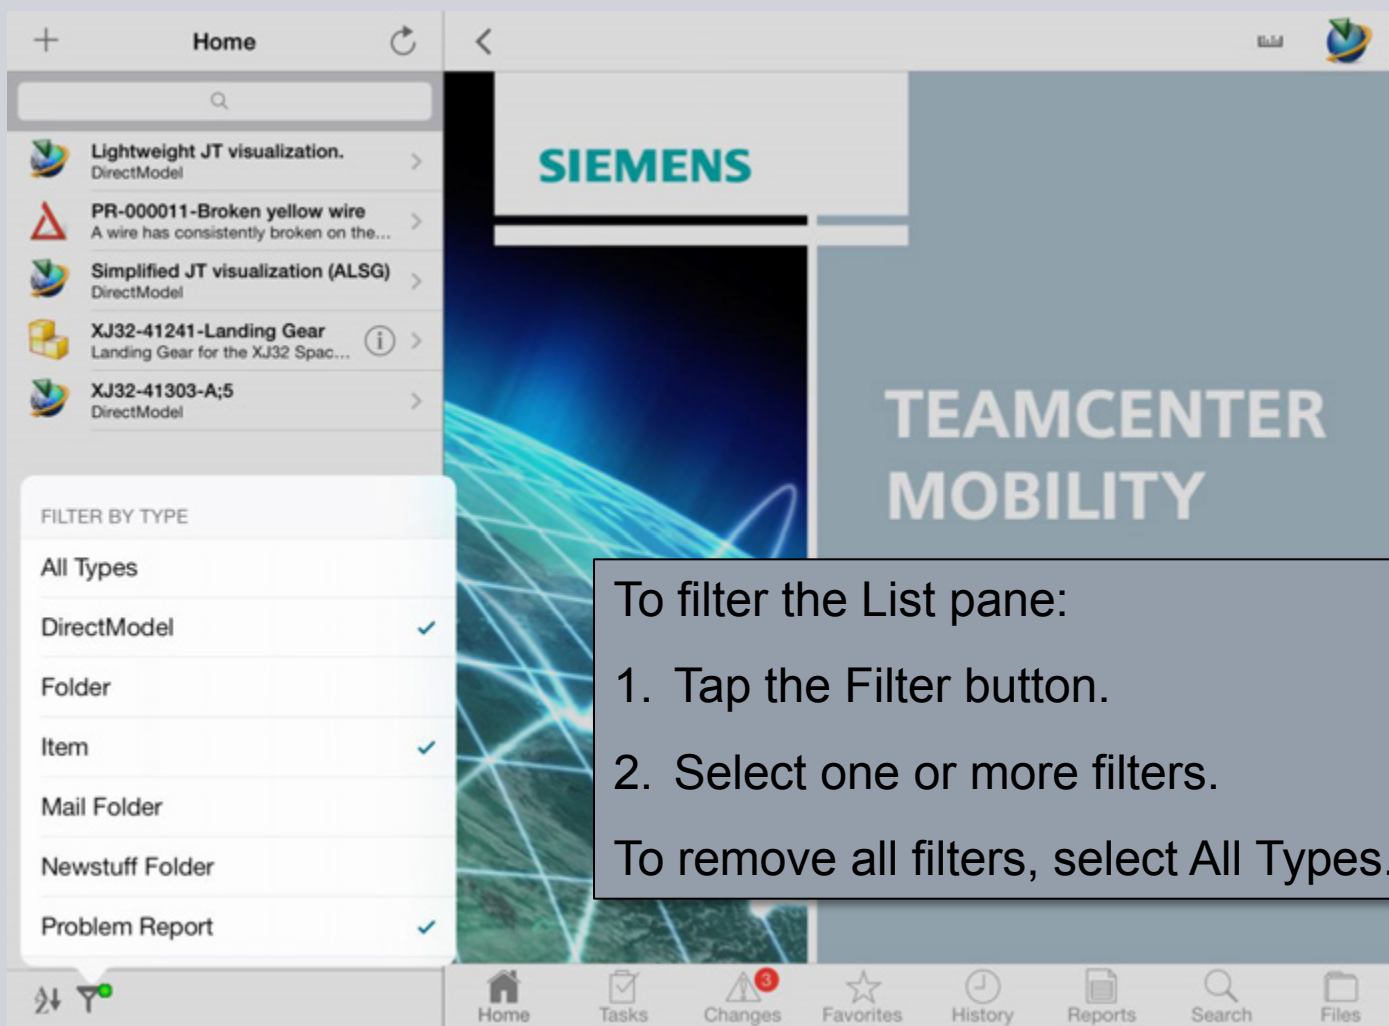 Home
Lightweight JT visualization.
DirectModel
PR-000011-Broken yellow wire
A wire has consistently broken on the...
Simplified JT visualization (ALSG)
DirectModel
XJ32-41241-Landing Gear
Landing Gear for the XJ32 Spac...
XJ32-41303-A;5
DirectModel
FILTER BY TYPE
All Types
DirectModel
Folder
Item
Mail Folder
Newstuff Folder
Problem Report
SIEMENS
TEAMCENTER
MOBILITY
To filter the List pane:
1. Tap the Filter button.
2. Select one or more filters.
To remove all filters, select All Types.
3
Home Tasks Changes Favorites History Reports Search Files